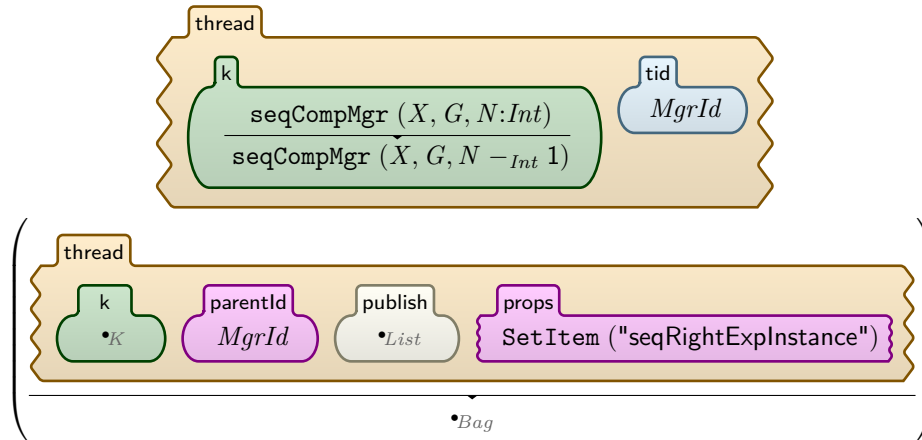 thread
k
tid
seqCompMgr (X, G, N:Int)
MgrId
seqCompMgr (X, G, N −Int 1)
thread
k parentId publish props
•K MgrId •List SetItem ("seqRightExpInstance")
•Bag